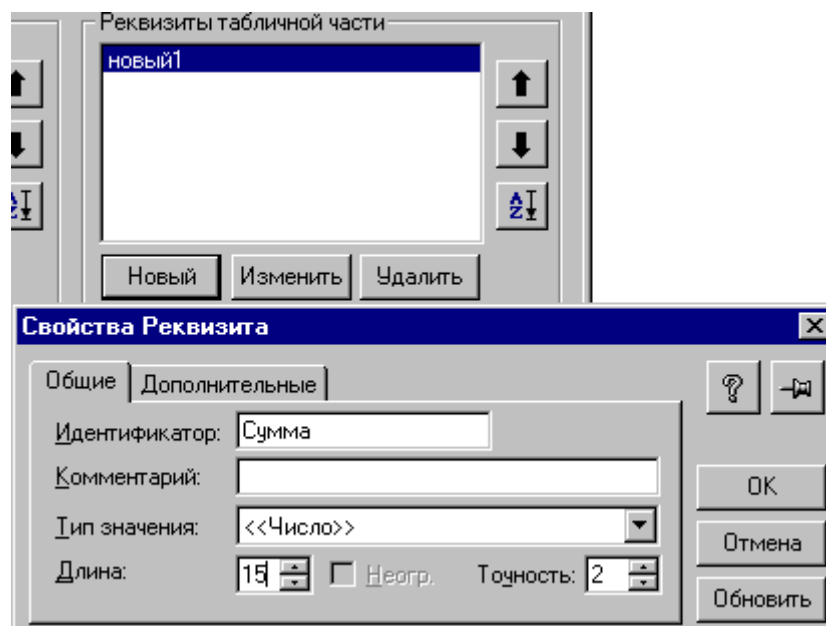 Реквизиты табличной части
новый1
Новый Изменить Удалить
Свойства Реквизита
Общие Дополнительные
Идентификатор: Сумма
Комментарий:
Тип значения: <<Число>>
Длина: 15 Неогр. Точность: 2
OK
Отмена
Обновить